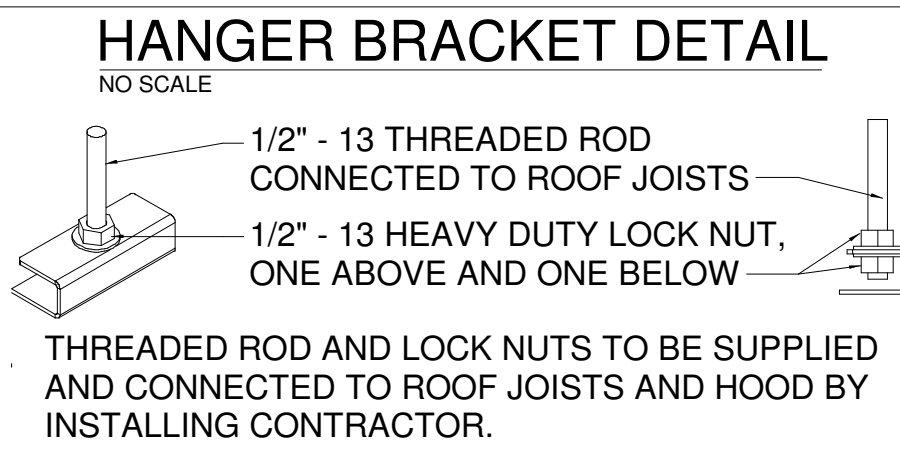 HANGER BRACKET DETAIL
NO SCALE
1/2" - 13 THREADED ROD
CONNECTED TO ROOF JOISTS
1/2" - 13 HEAVY DUTY LOCK NUT,
ONE ABOVE AND ONE BELOW
THREADED ROD AND LOCK NUTS TO BE SUPPLIED
AND CONNECTED TO ROOF JOISTS AND HOOD BY
INSTALLING CONTRACTOR.